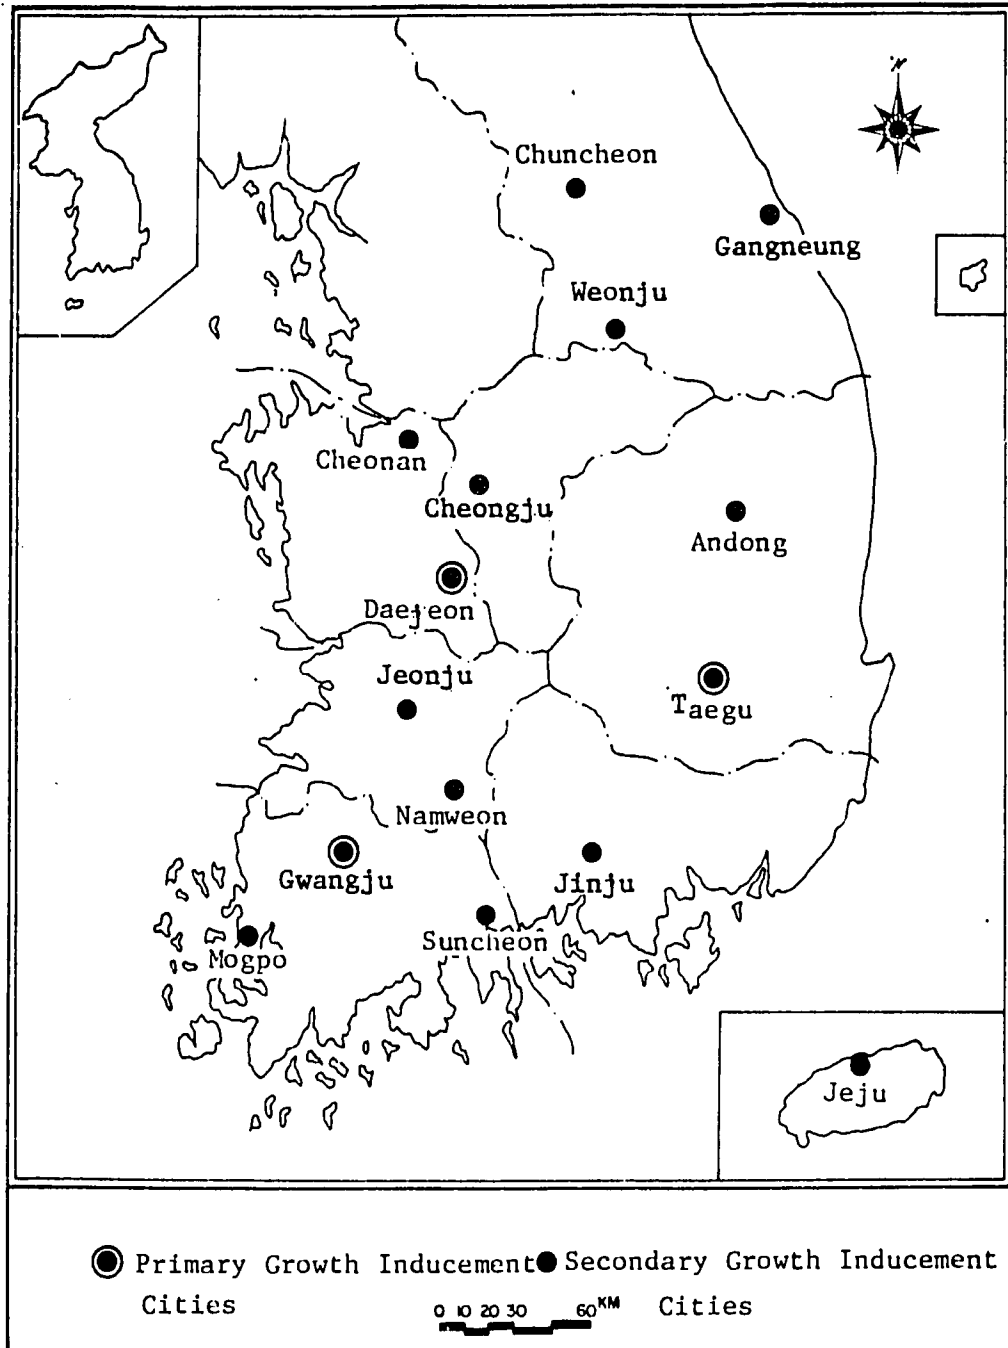 N
Chuncheon
Gangneung
Weonju
Cheonan
Cheongju
Andong
Daejeon
Jeonju
Taegu
Namweon
Gwangju
Jinju
Suncheon
Mogpo
Jeju
Primary Growth Inducement Secondary Growth Inducement
Cities Cities
0 10 20 30 60KM